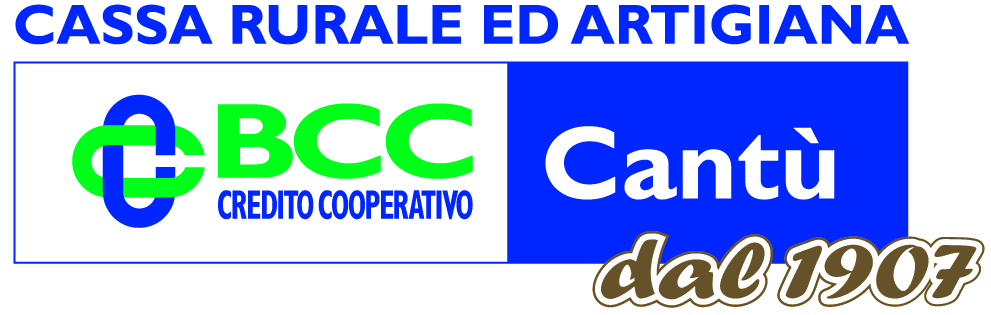 CASSA RURALE ED ARTIGIANA
BCC
CREDITO COOPERATIVO
Cantù
dal 1907